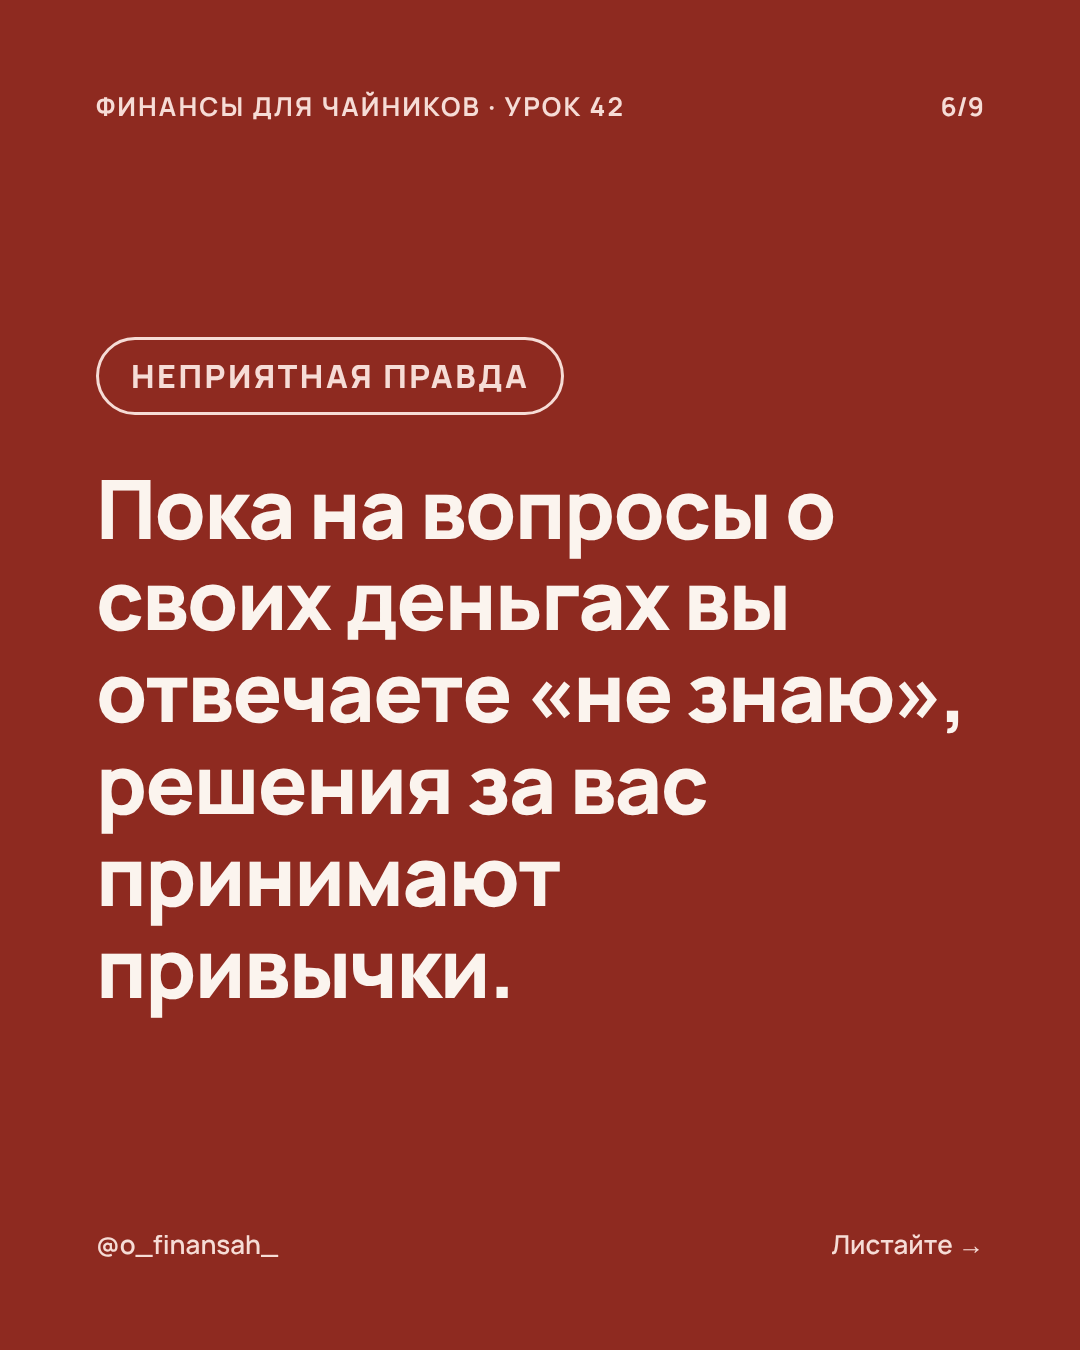 ФИНАНСЫ ДЛЯ ЧАЙНИКОВ · УРОК 42
6/9
НЕПРИЯТНАЯ ПРАВДА
Пока на вопросы о
своих деньгах вы
отвечаете «не знаю»,
решения за вас
принимают
привычки.
@o_finansah_
Листайте →